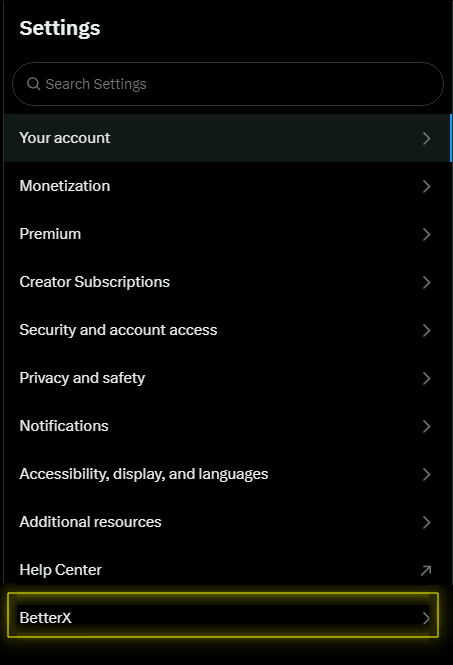 Settings
Search Settings
Your account
Monetization
Premium
Creator Subscriptions
Security and account access
Privacy and safety
Notifications
Accessibility, display, and languages
Additional resources
Help Center
BetterX